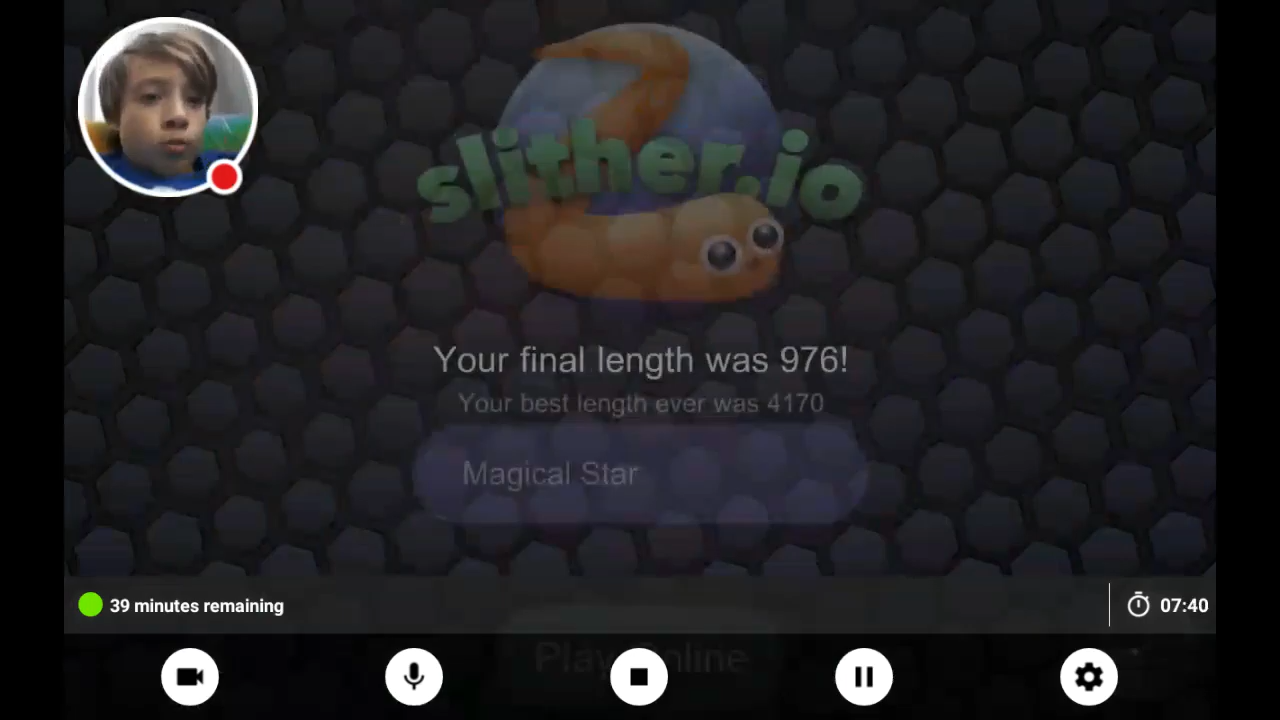 slither.io
Your final length was 976!
Your best length ever was 4170
Magical Star
39 minutes remaining
07:40
Play Online